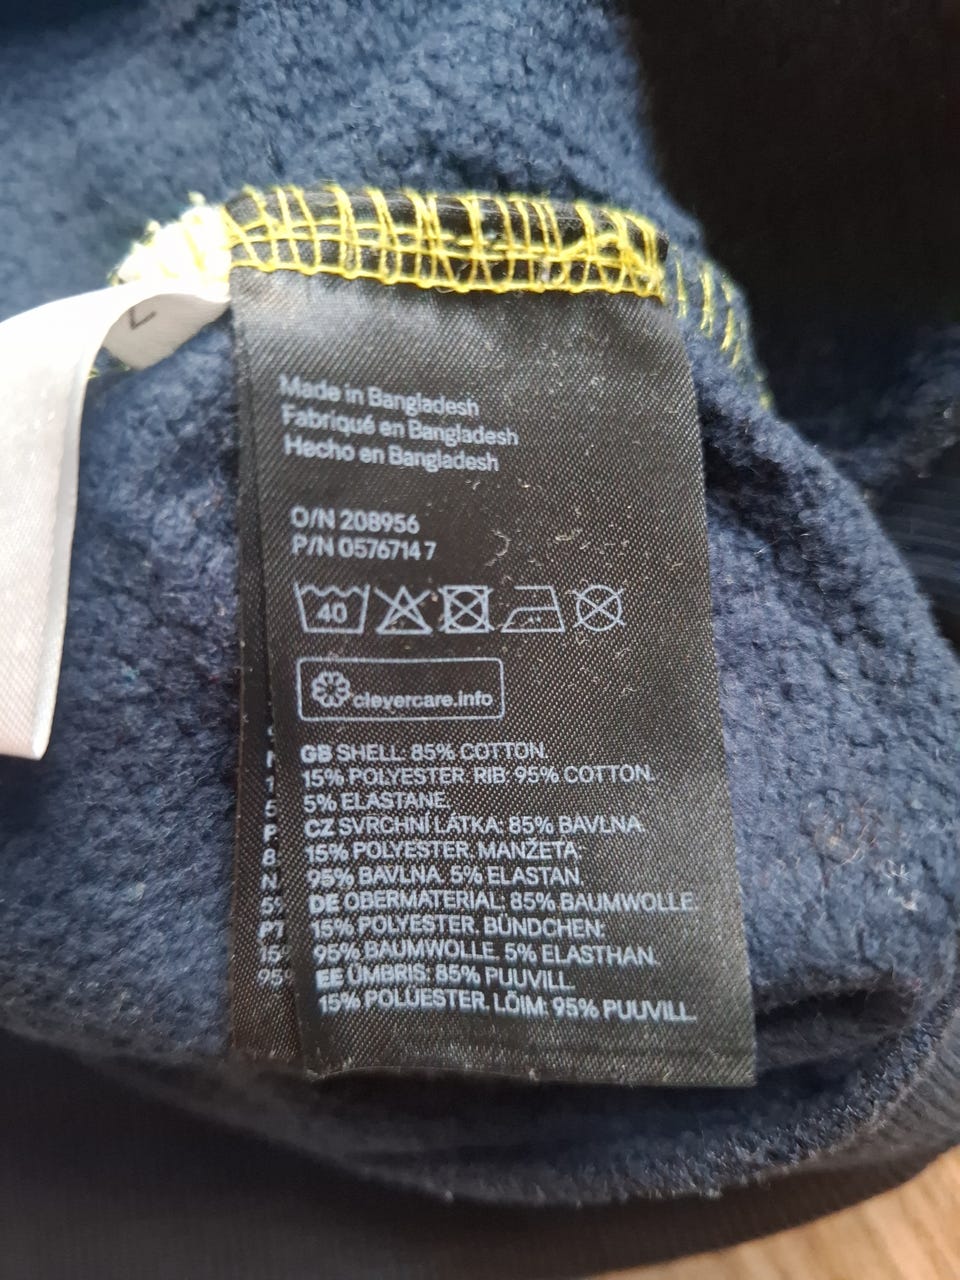 L
Made in Bangladesh
Fabriqué en Bangladesh
Hecho en Bangladesh
O/N 208956
P/N 0576714 7
40
clevercare.info
GB SHELL: 85% COTTON.
15% POLYESTER. RIB: 95% COTTON.
5% ELASTANE.
CZ SVRCHNÍ LÁTKA: 85% BAVLNA.
15% POLYESTER. MANŽETA:
95% BAVLNA. 5% ELASTAN.
DE OBERMATERIAL: 85% BAUMWOLLE.
15% POLYESTER. BÜNDCHEN:
95% BAUMWOLLE. 5% ELASTHAN.
EE ÜMBRIS: 85% PUUVILL.
15% POLÜESTER. LÕIM: 95% PUUVILL.